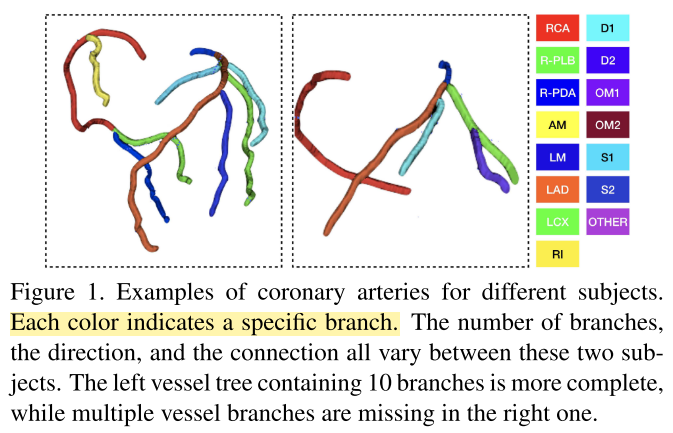 RCA D1
R-PLB D2
R-PDA OM1
AM OM2
LM S1
LAD S2
LCX OTHER
RI
Figure 1. Examples of coronary arteries for different subjects.
Each color indicates a specific branch. The number of branches,
the direction, and the connection all vary between these two sub-
jects. The left vessel tree containing 10 branches is more complete,
while multiple vessel branches are missing in the right one.